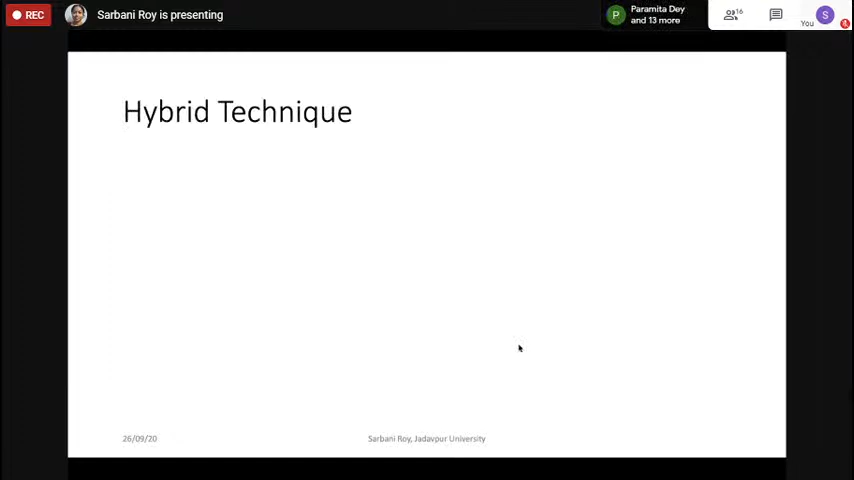 REC
Sarbani Roy is presenting
P
Paramita Dey
and 13 more
16
You
S
Hybrid Technique
26/09/20
Sarbani Roy, Jadavpur University